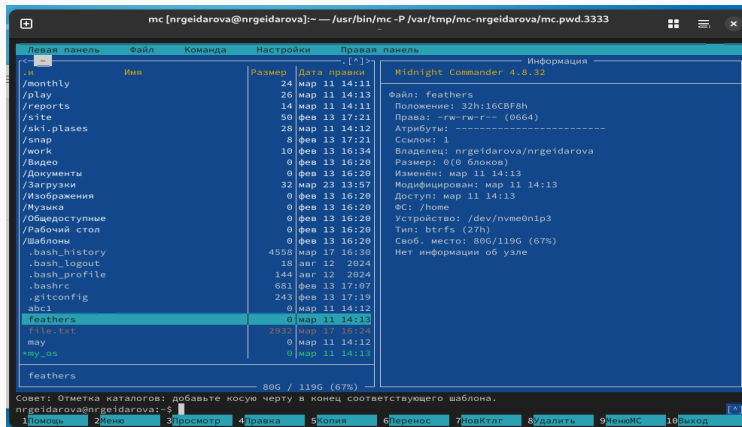 mc [nrgeidarova@nrgeidarova]:~ — /usr/bin/mc -P /var/tmp/mc-nrgeidarova/mc.pwd.3333
Левая панель Файл Команда Настройки Правая панель
<─ ~ .[^]>
.и Имя Размер Дата правки
/monthly 24 мар 11 14:11
/play 26 мар 11 14:13
/reports 14 мар 11 14:11
/site 50 фев 13 17:21
/ski.plases 28 мар 11 14:12
/snap 8 фев 13 17:21
/work 10 фев 13 16:34
/Видео 0 фев 13 16:20
/Документы 0 фев 13 16:20
/Загрузки 32 мар 23 13:57
/Изображения 0 фев 13 16:20
/Музыка 0 фев 13 16:20
/Общедоступные 0 фев 13 16:20
/Рабочий стол 0 фев 13 16:20
/Шаблоны 0 фев 13 16:20
.bash_history 4558 мар 17 16:30
.bash_logout 18 авг 12 2024
.bash_profile 144 авг 12 2024
.bashrc 681 фев 13 17:07
.gitconfig 243 фев 13 17:19
abc1 0 мар 11 14:12
feathers 0 мар 11 14:13
file.txt 2932 мар 17 16:24
may 0 мар 11 14:12
*my_os 0 мар 11 14:13
feathers
80G / 119G (67%)
Информация
Midnight Commander 4.8.32
Файл: feathers
Положение: 32h:16CBF8h
Права: -rw-rw-r-- (0664)
Атрибуты: --------------------------
Ссылок: 1
Владелец: nrgeidarova/nrgeidarova
Размер: 0(0 блоков)
Изменён: мар 11 14:13
Модифицирован: мар 11 14:13
Доступ: мар 11 14:13
ФС: /home
Устройство: /dev/nvme0n1p3
Тип: btrfs (27h)
Своб. место: 80G/119G (67%)
Нет информации об узле
Совет: Отметка каталогов: добавьте косую черту в конец соответствующего шаблона.
nrgeidarova@nrgeidarova:~$ [^]
1Помощь 2Меню 3Просмотр 4Правка 5Копия 6Перенос 7НовКтлг 8Удалить 9МенюМС 10Выход